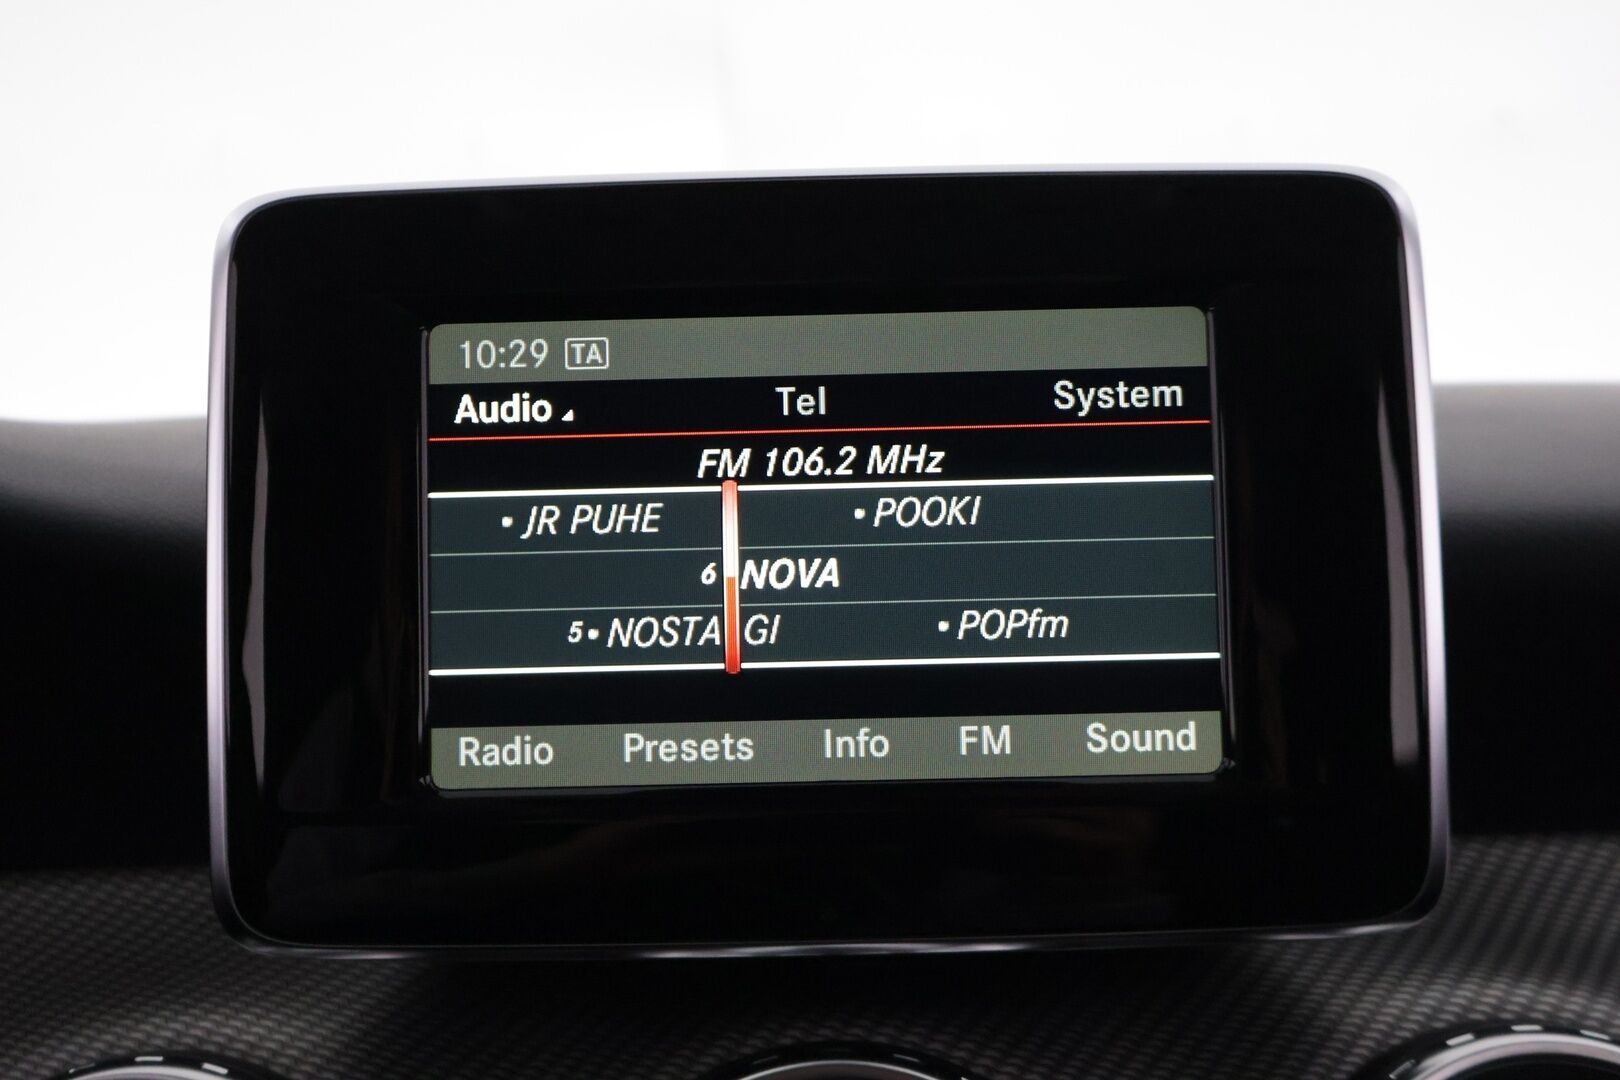 10:29 TA
Audio Tel System
FM 106.2 MHz
• JR PUHE • POOKI
6 NOVA
5• NOSTA GI • POPfm
Radio Presets Info FM Sound